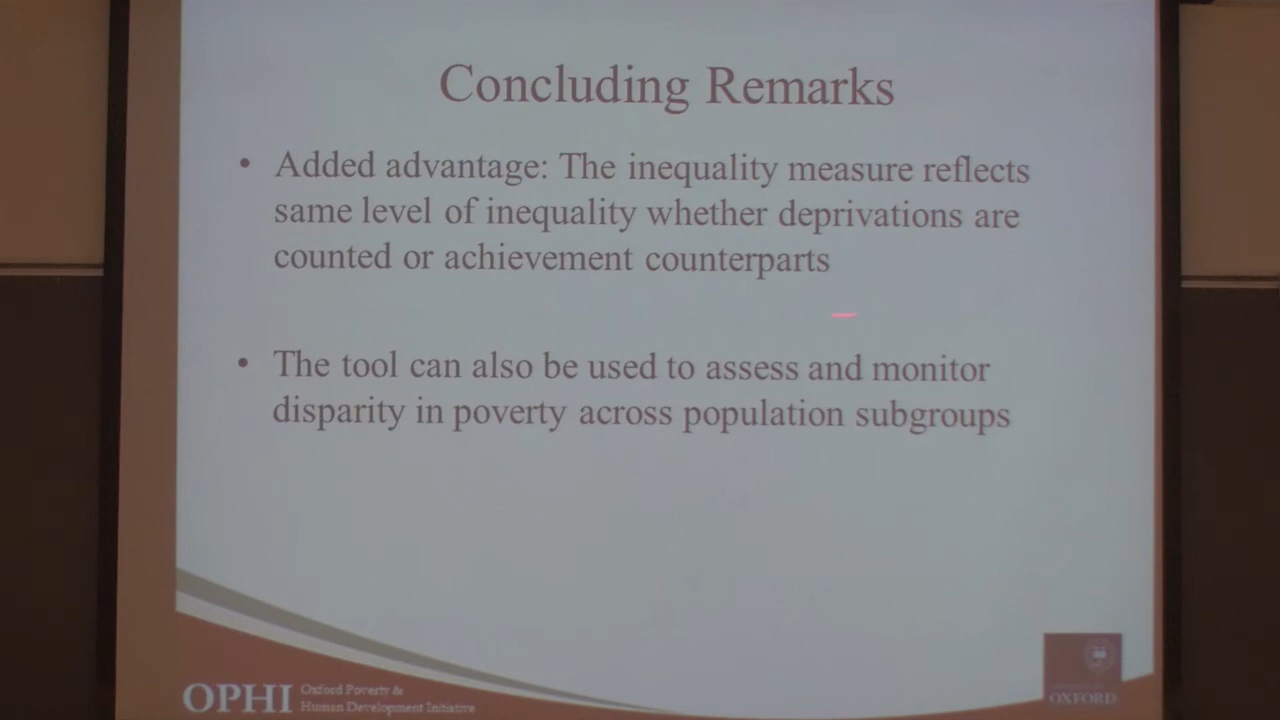 Concluding Remarks
• Added advantage: The inequality measure reflects
same level of inequality whether deprivations are
counted or achievement counterparts
• The tool can also be used to assess and monitor
disparity in poverty across population subgroups
OPHI
Oxford Poverty &
Human Development Initiative
OXFORD